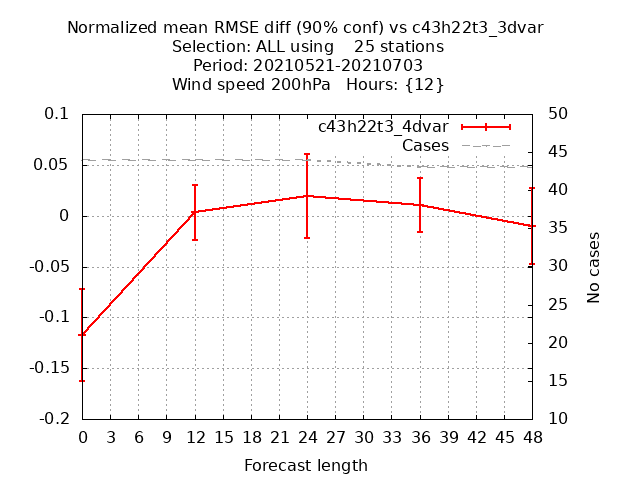 Normalized mean RMSE diff (90% conf) vs c43h22t3_3dvar
Selection: ALL using    25 stations
Period: 20210521-20210703
Wind speed 200hPa   Hours: {12}
c43h22t3_4dvar
Cases
0.1
0.05
0
-0.05
-0.1
-0.15
-0.2
50
45
40
35
30
25
20
15
10
No cases
0 3 6 9 12 15 18 21 24 27 30 33 36 39 42 45 48
Forecast length